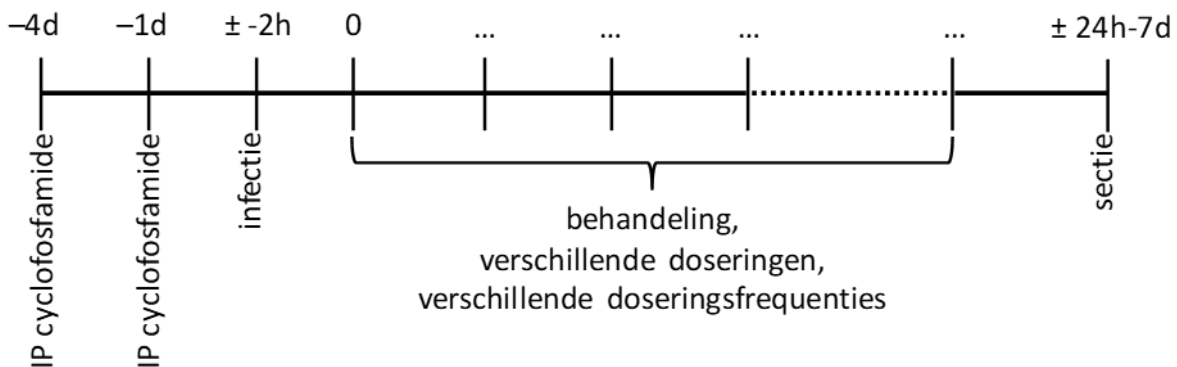 –4d –1d ± -2h 0 ... ... ... ... ± 24h-7d
IP cyclofosfamide
IP cyclofosfamide
infectie
sectie
behandeling,
verschillende doseringen,
verschillende doseringsfrequenties